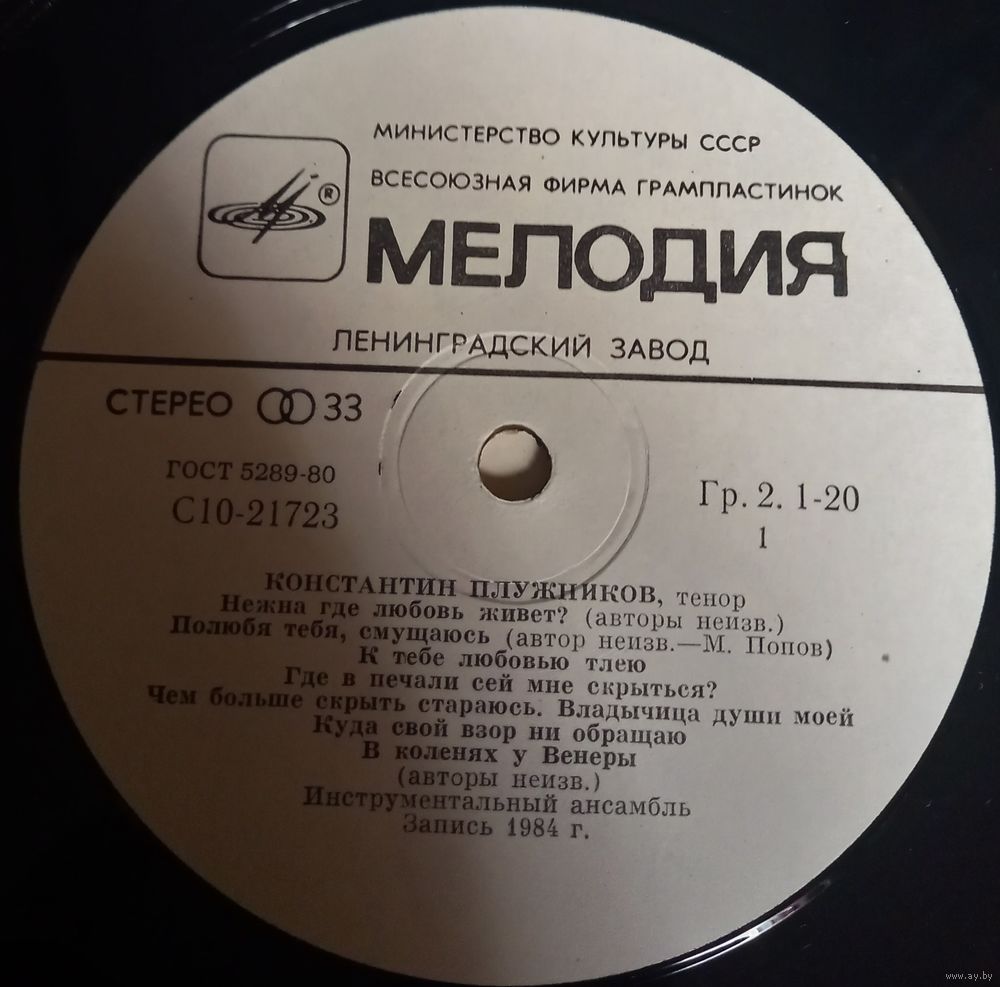 МИНИСТЕРСТВО КУЛЬТУРЫ СССР
ВСЕСОЮЗНАЯ ФИРМА ГРАМПЛАСТИНОК
®
МЕЛОДИЯ
ЛЕНИНГРАДСКИЙ ЗАВОД
СТЕРЕО 33
ГОСТ 5289-80
С10-21723
Гр. 2. 1-20
1
КОНСТАНТИН ПЛУЖНИКОВ, тенор
Нежна где любовь живет? (авторы неизв.)
Полюбя тебя, смущаюсь (автор неизв.—М. Попов)
К тебе любовью тлею
Где в печали сей мне скрыться?
Чем больше скрыть стараюсь. Владычица души моей
Куда свой взор ни обращаю
В коленях у Венеры
(авторы неизв.)
Инструментальный ансамбль
Запись 1984 г.
www.ay.by